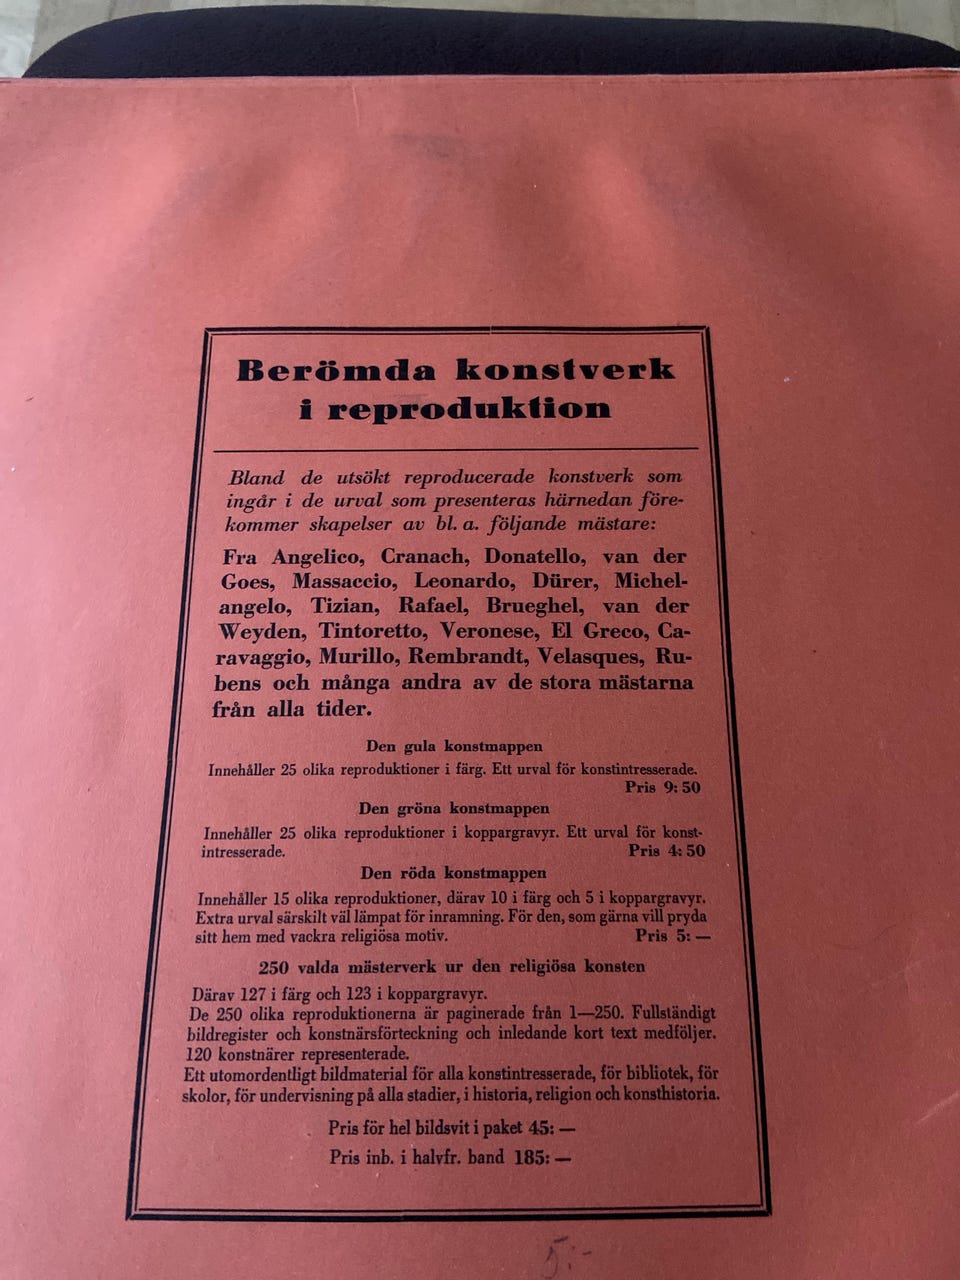 Berömda konstverk
i reproduktion
Bland de utsökt reproducerade konstverk som
ingår i de urval som presenteras härnedan före-
kommer skapelser av bl. a. följande mästare:
Fra Angelico, Cranach, Donatello, van der
Goes, Massaccio, Leonardo, Dürer, Michel-
angelo, Tizian, Rafael, Brueghel, van der
Weyden, Tintoretto, Veronese, El Greco, Ca-
ravaggio, Murillo, Rembrandt, Velasques, Ru-
bens och många andra av de stora mästarna
från alla tider.
Den gula konstmappen
Innehåller 25 olika reproduktioner i färg. Ett urval för konstintresserade.
Pris 9: 50
Den gröna konstmappen
Innehåller 25 olika reproduktioner i koppargravyr. Ett urval för konst-
intresserade. Pris 4: 50
Den röda konstmappen
Innehåller 15 olika reproduktioner, därav 10 i färg och 5 i koppargravyr.
Extra urval särskilt väl lämpat för inramning. För den, som gärna vill pryda
sitt hem med vackra religiösa motiv. Pris 5: —
250 valda mästerverk ur den religiösa konsten
Därav 127 i färg och 123 i koppargravyr.
De 250 olika reproduktionerna är paginerade från 1—250. Fullständigt
bildregister och konstnärsförteckning och inledande kort text medföljer.
120 konstnärer representerade.
Ett utomordentligt bildmaterial för alla konstintresserade, för bibliotek, för
skolor, för undervisning på alla stadier, i historia, religion och konsthistoria.
Pris för hel bildsvit i paket 45: —
Pris inb. i halvfr. band 185: —
5:-